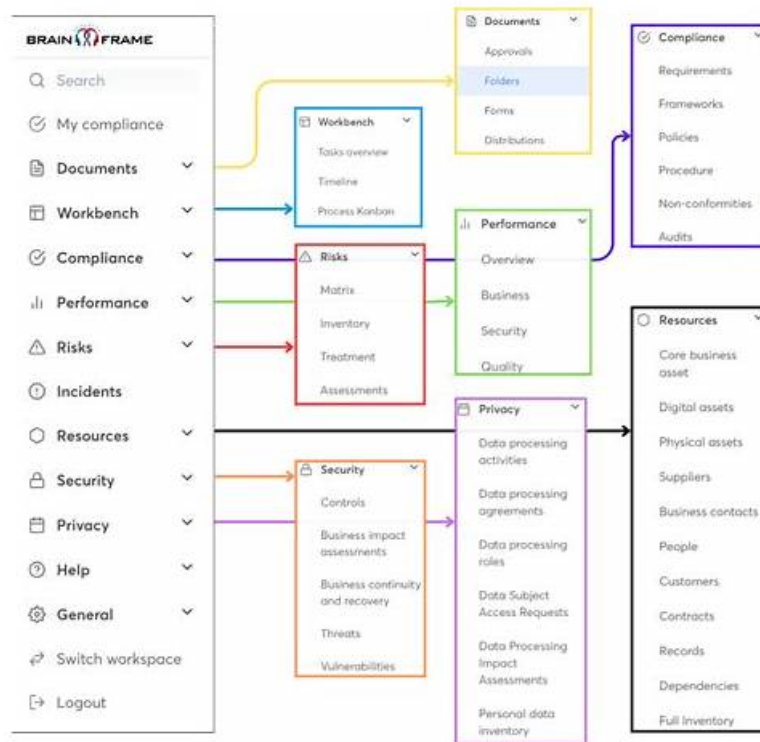 BRAIN FRAME
Search
My compliance
Documents
Workbench
Compliance
Performance
Risks
Incidents
Resources
Security
Privacy
Help
General
Switch workspace
Logout
Workbench
Tasks overview
Timeline
Process Kanban
Risks
Matrix
Inventory
Treatment
Assessments
Security
Controls
Business impact
assessments
Business continuity
and recovery
Threats
Vulnerabilities
Documents
Approvals
Folders
Forms
Distributions
Performance
Overview
Business
Security
Quality
Privacy
Data processing
activities
Data processing
agreements
Data processing
roles
Data Subject
Access Requests
Data Processing
Impact
Assessments
Personal data
inventory
Compliance
Requirements
Frameworks
Policies
Procedure
Non-conformities
Audits
Resources
Core business
asset
Digital assets
Physical assets
Suppliers
Business contacts
People
Customers
Contracts
Records
Dependencies
Full Inventory